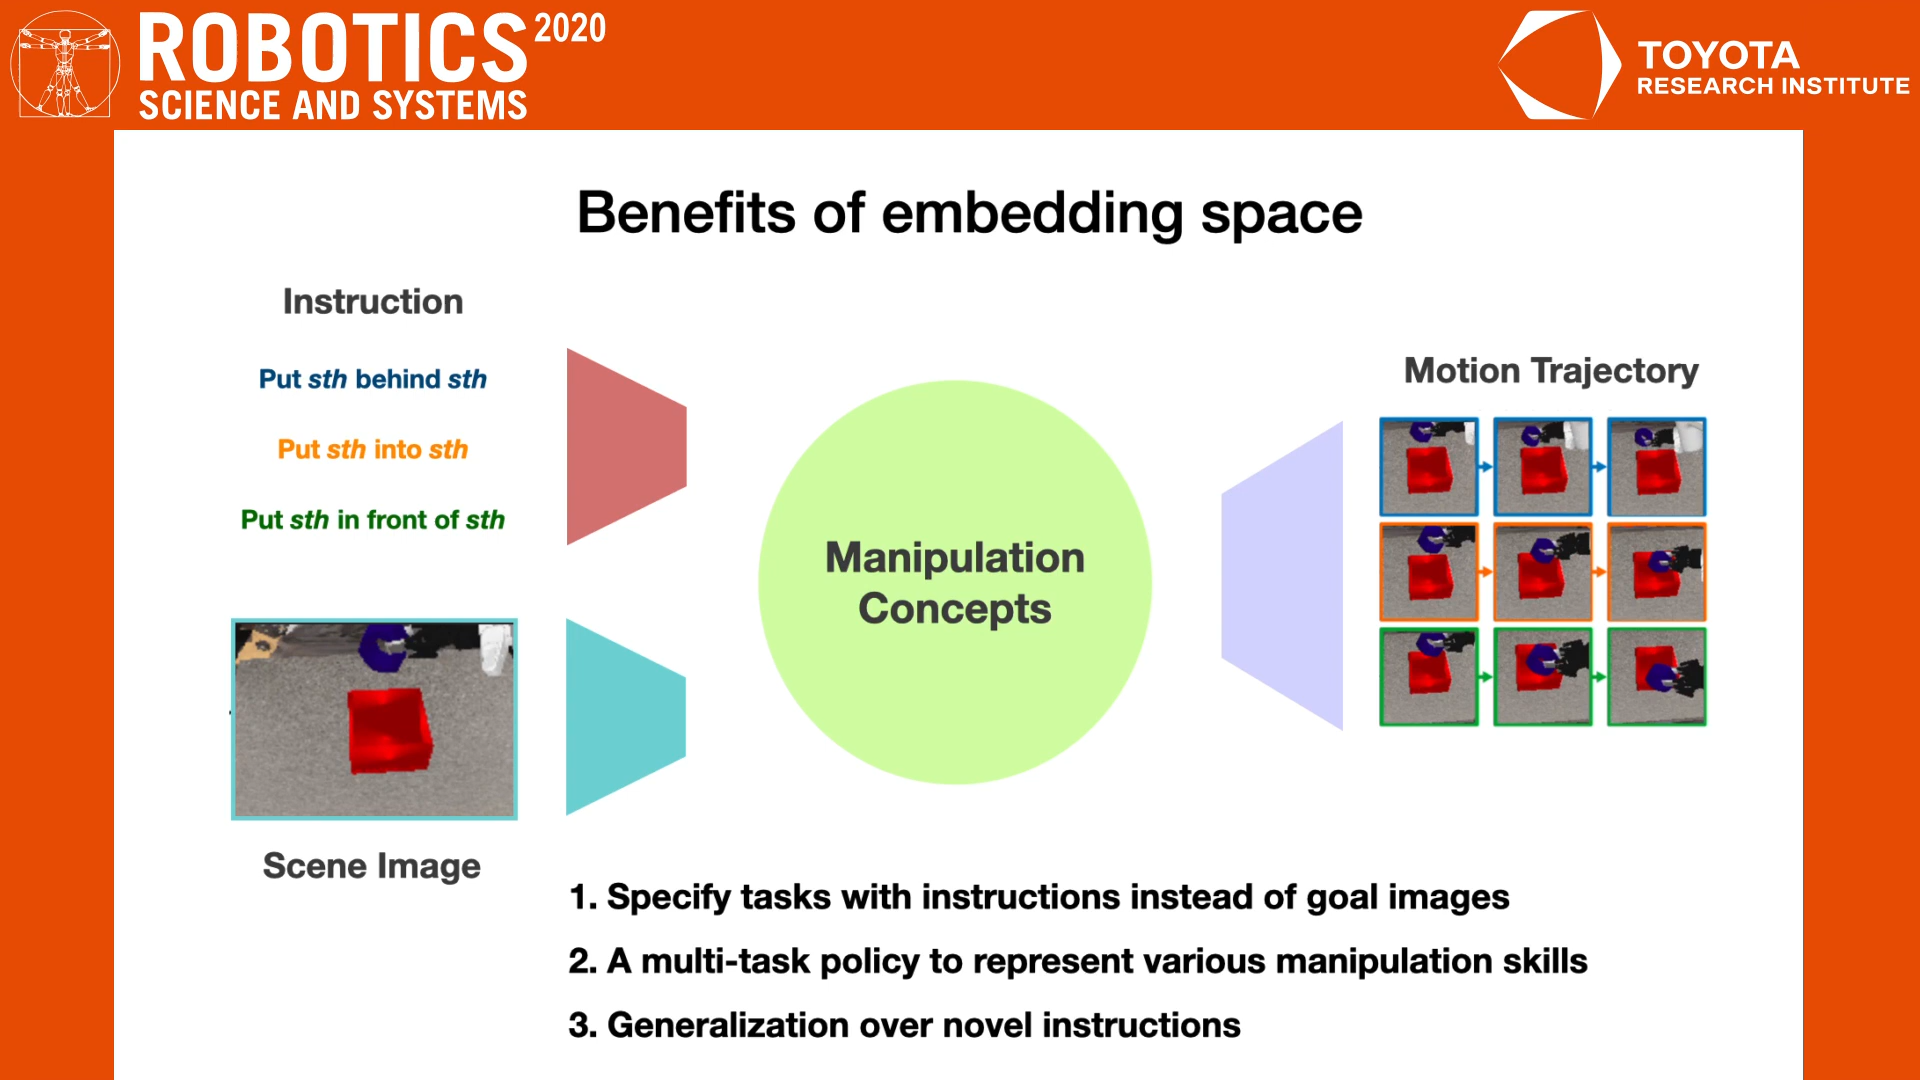 ROBOTICS 2020
SCIENCE AND SYSTEMS
TOYOTA
RESEARCH INSTITUTE
Benefits of embedding space
Instruction
Put sth behind sth
Put sth into sth
Put sth in front of sth
Scene Image
Manipulation
Concepts
Motion Trajectory
1. Specify tasks with instructions instead of goal images
2. A multi-task policy to represent various manipulation skills
3. Generalization over novel instructions